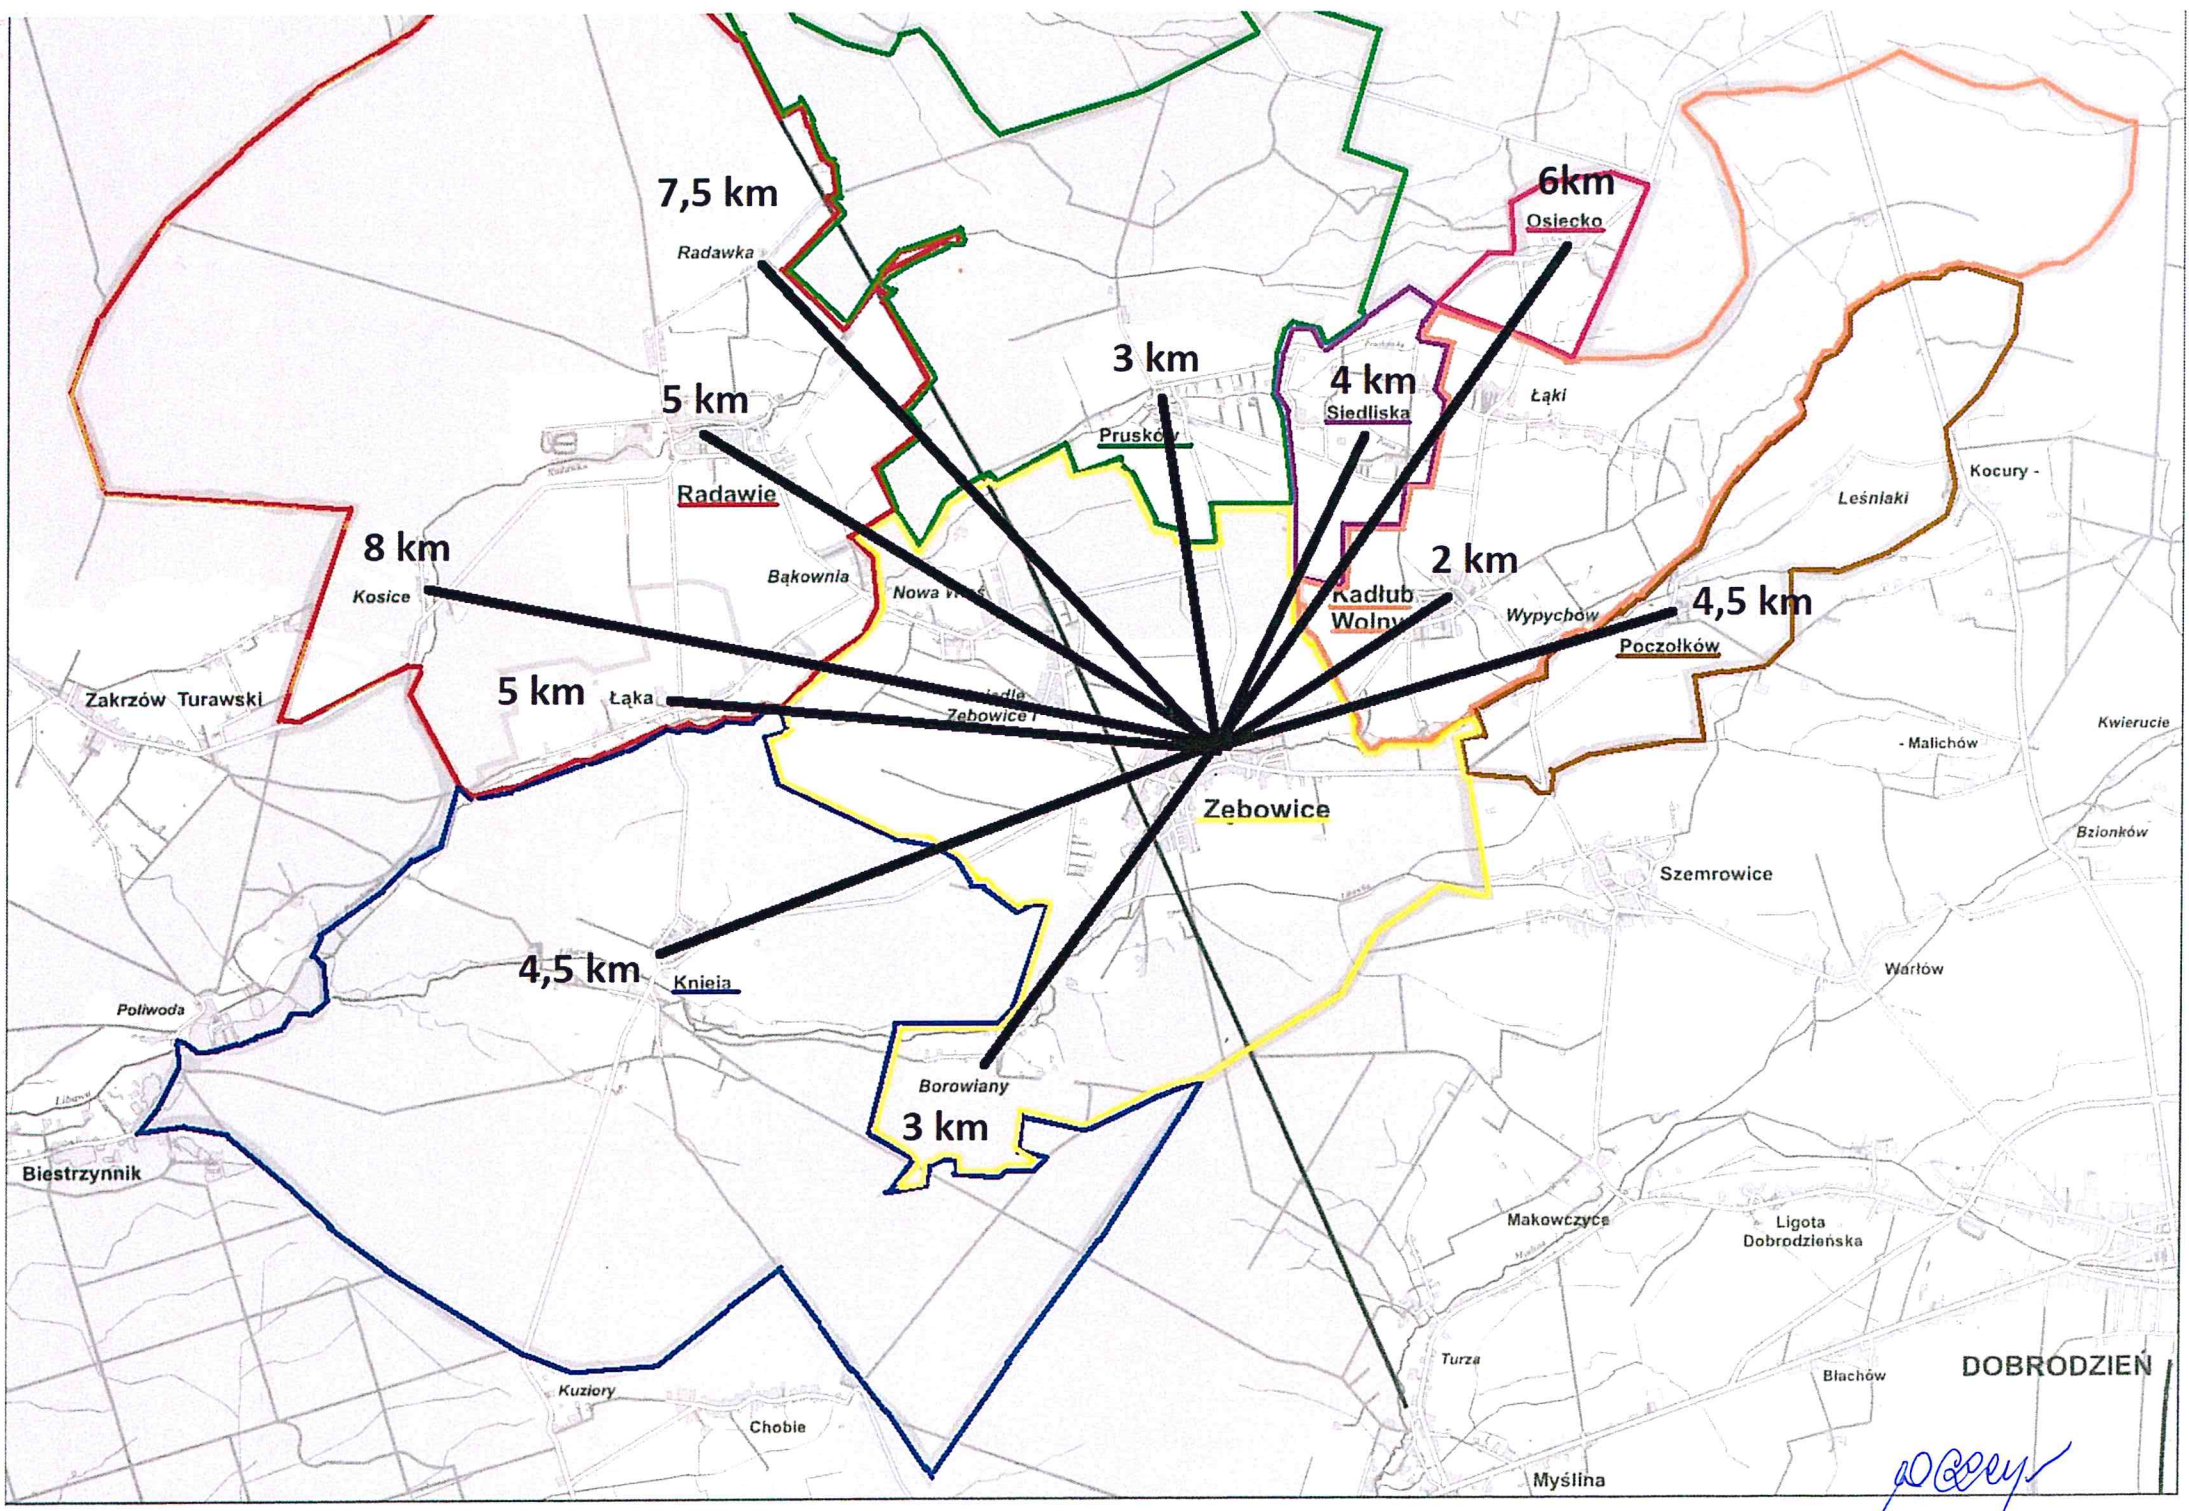 6km
7,5 km
Osiecko
Radawka
3 km
4 km
5 km
Łąki
Siedliska
Prusków
Kocury -
Radawie
Leśniaki
8 km
2 km
Bąkownia
Nowa Wieś
Kosice
Kadłub
Wolny
Wypychów
4,5 km
Poczołków
5 km
Łąka
Zakrzów Turawski
Zębowice I
Kwierucie
- Malichów
Zębowice
Bzionków
Szemrowice
4,5 km
Knieja
Warłów
Poliwoda
Borowiany
Libawa
3 km
Biestrzynnik
Makowczyce
Ligota
Dobrodzieńska
Turza
DOBRODZIEŃ
Błachów
Kuziory
Chobie
Myślina